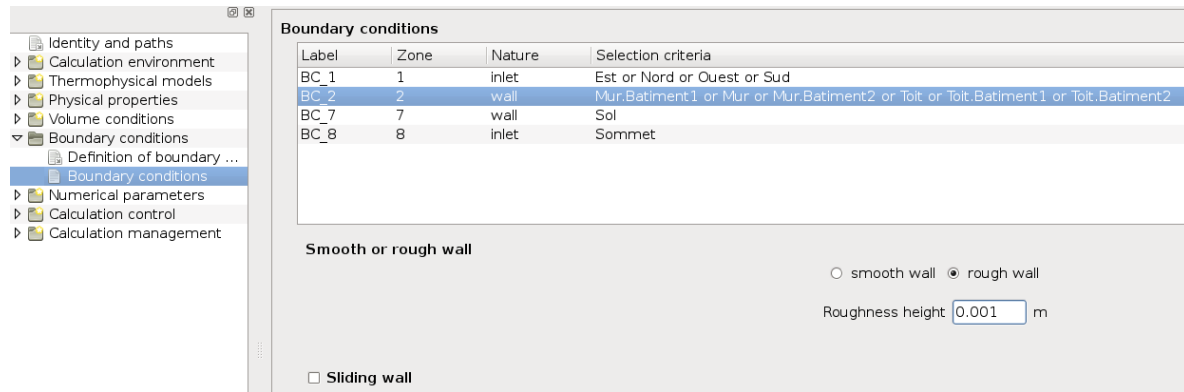 Identity and paths
Calculation environment
Thermophysical models
Physical properties
Volume conditions
Boundary conditions
Definition of boundary ...
Boundary conditions
Numerical parameters
Calculation control
Calculation management
Boundary conditions
Label Zone Nature Selection criteria
BC_1 1 inlet Est or Nord or Ouest or Sud
BC_2 2 wall Mur.Batiment1 or Mur or Mur.Batiment2 or Toit or Toit.Batiment1 or Toit.Batiment2
BC_7 7 wall Sol
BC_8 8 inlet Sommet
Smooth or rough wall
smooth wall rough wall
Roughness height 0.001 m
Sliding wall